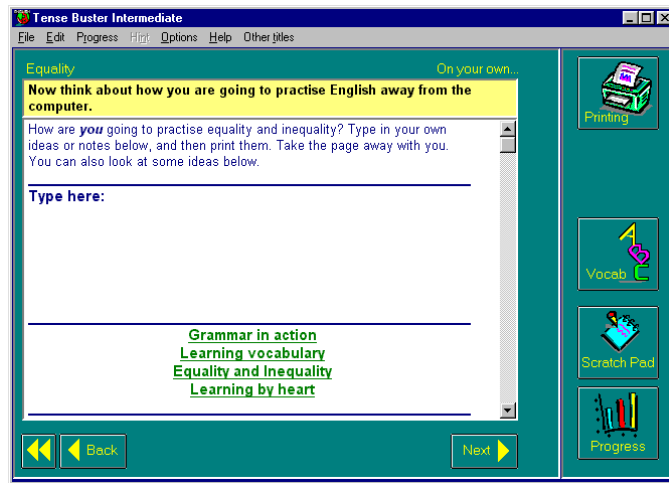 Tense Buster Intermediate
File Edit Progress Hint Options Help Other titles
Equality On your own...
Now think about how you are going to practise English away from the
computer.
How are you going to practise equality and inequality? Type in your own
ideas or notes below, and then print them. Take the page away with you.
You can also look at some ideas below.
Type here:
Grammar in action
Learning vocabulary
Equality and Inequality
Learning by heart
Back
Next
Printing
ABC
Vocab
Scratch Pad
Progress